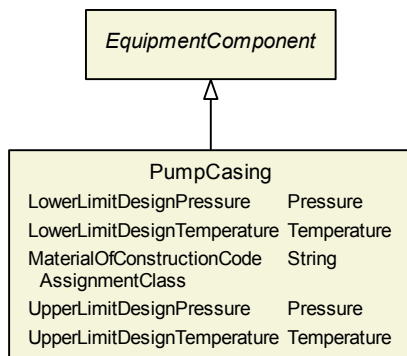 EquipmentComponent
PumpCasing
LowerLimitDesignPressure Pressure
LowerLimitDesignTemperature Temperature
MaterialOfConstructionCode String
AssignmentClass
UpperLimitDesignPressure Pressure
UpperLimitDesignTemperature Temperature